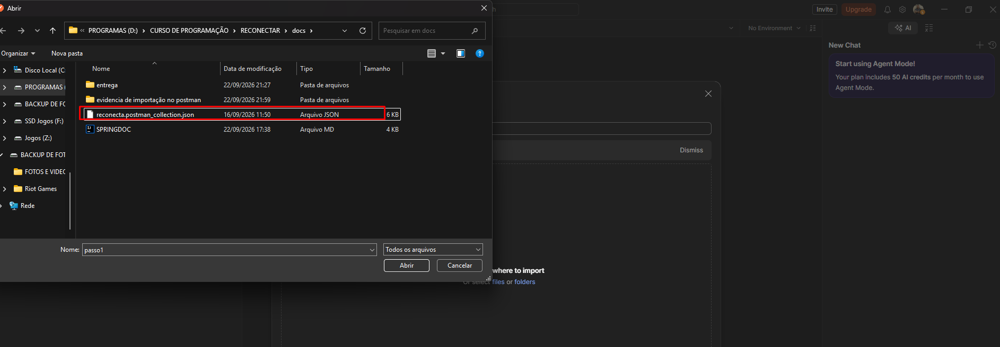 Abrir
PROGRAMAS (D:) › CURSO DE PROGRAMAÇÃO › RECONECTAR › docs ›
Pesquisar em docs
Organizar
Nova pasta
Nome
Data de modificação
Tipo
Tamanho
entrega 22/09/2026 21:27 Pasta de arquivos
evidencia de importação no postman 22/09/2026 21:59 Pasta de arquivos
reconecta.postman_collection.json 16/09/2026 11:50 Arquivo JSON 6 KB
SPRINGDOC 22/09/2026 17:38 Arquivo MD 4 KB
Disco Local (C:
PROGRAMAS (
BACKUP DE FO
SSD Jogos (F:)
Jogos (Z:)
BACKUP DE FOT
FOTOS E VIDEO
Riot Games
Rede
Nome: passo1
Todos os arquivos
Abrir
Cancelar
Invite
Upgrade
No Environment
AI
New Chat
Start using Agent Mode!
Your plan includes 50 AI credits per month to use
Agent Mode.
Dismiss
where to import
Or select files or folders